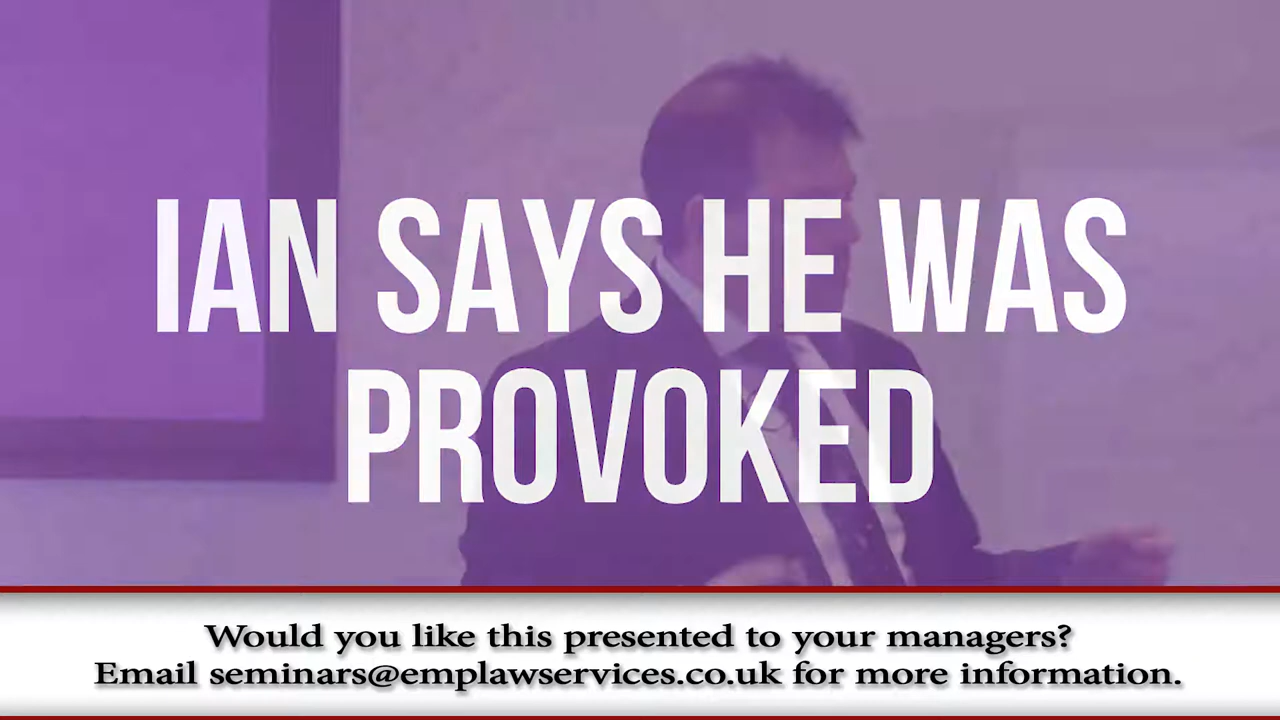 IAN SAYS HE WAS
PROVOKED
Would you like this presented to your managers?
Email seminars@emplawservices.co.uk for more information.